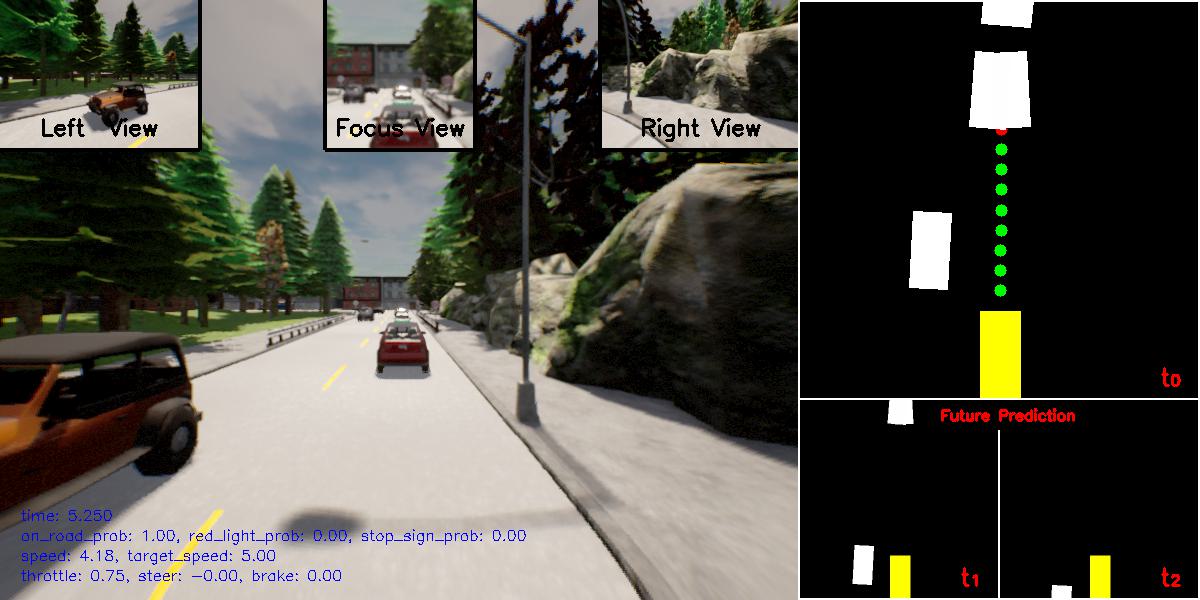 Left View
Focus View
Right View
t0
Future Prediction
t1
t2
time: 5.250
on_road_prob: 1.00, red_light_prob: 0.00, stop_sign_prob: 0.00
speed: 4.18, target_speed: 5.00
throttle: 0.75, steer: −0.00, brake: 0.00